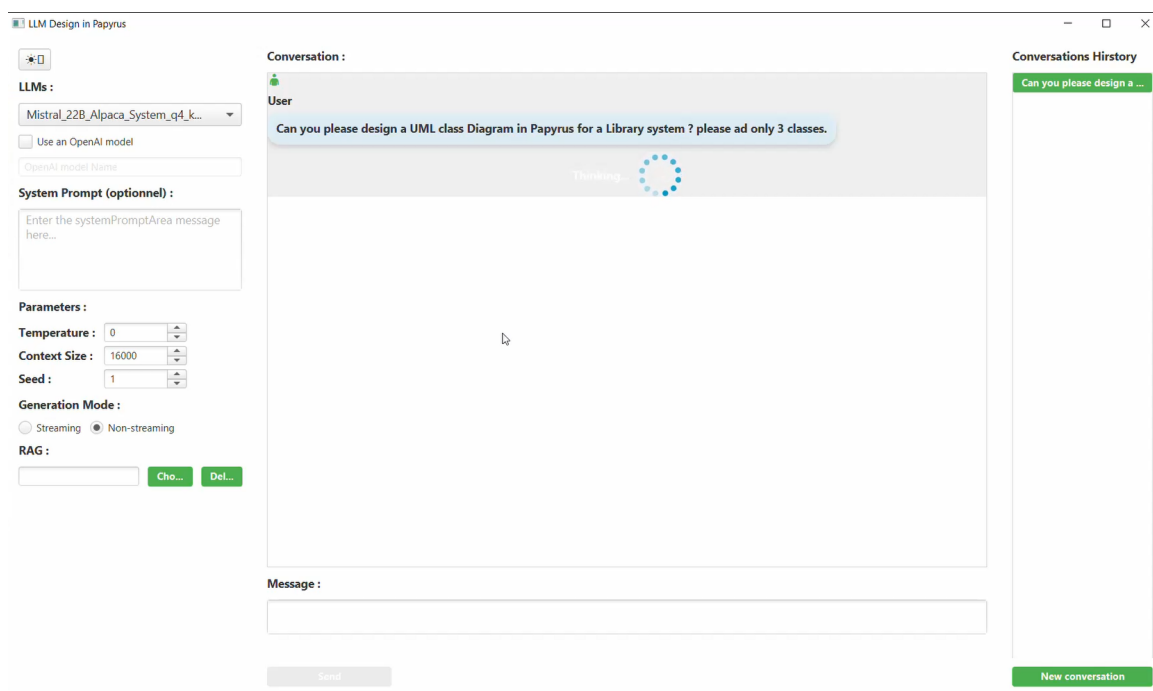 LLM Design in Papyrus
LLMs :
Mistral_22B_Alpaca_System_q4_k...
Use an OpenAI model
OpenAI model Name
System Prompt (optionnel) :
Enter the systemPromptArea message
here...
Parameters :
Temperature :
0
Context Size :
16000
Seed :
1
Generation Mode :
Streaming
Non-streaming
RAG :
Cho...
Del...
Conversation :
User
Can you please design a UML class Diagram in Papyrus for a Library system ? please ad only 3 classes.
Thinking...
Message :
Send
Conversations Hirstory
Can you please design a ...
New conversation